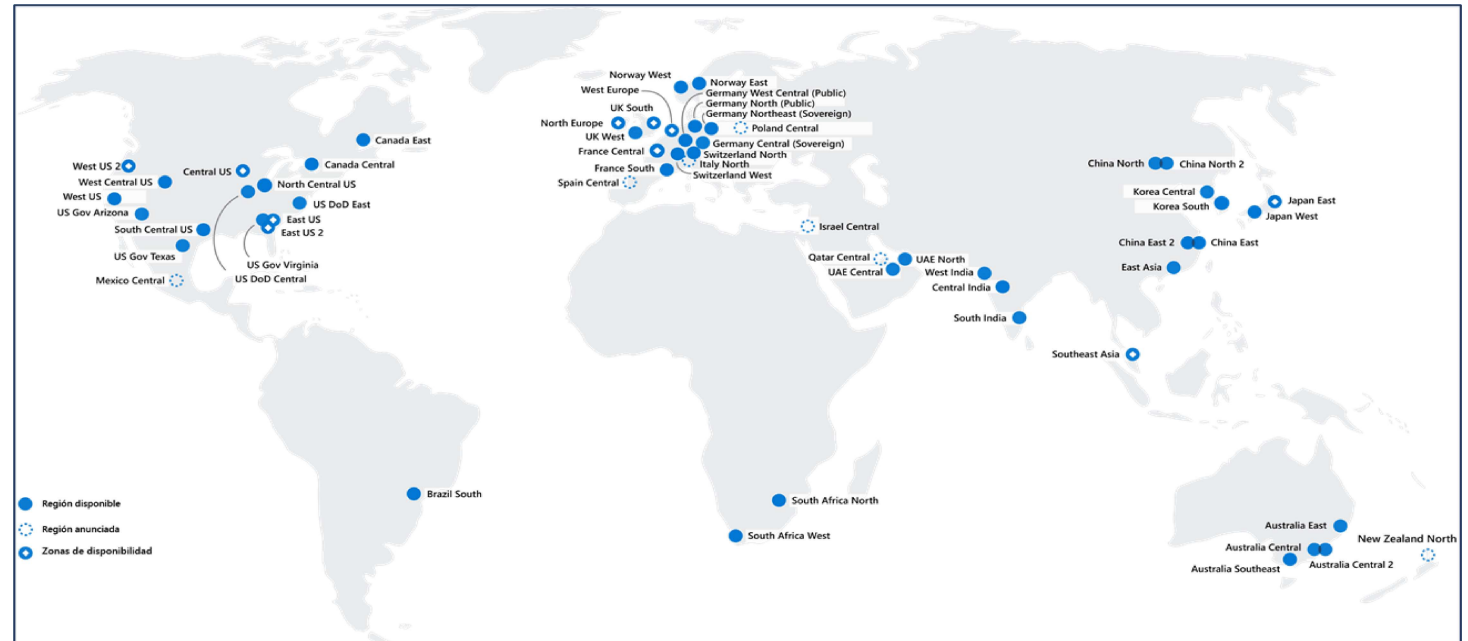 Norway West
Norway East
West Europe
Germany West Central (Public)
Germany North (Public)
UK South
Germany Northeast (Sovereign)
North Europe
Poland Central
UK West
Canada East
Germany Central (Sovereign)
France Central
Switzerland North
Italy North
Canada Central
West US 2
Central US
France South
Switzerland West
China North
China North 2
West Central US
North Central US
Spain Central
Korea Central
West US
US DoD East
Korea South
Japan East
US Gov Arizona
East US
Japan West
South Central US
East US 2
Israel Central
China East 2
China East
US Gov Texas
US Gov Virginia
Qatar Central
UAE North
UAE Central
West India
East Asia
Mexico Central
US DoD Central
Central India
South India
Southeast Asia
Brazil South
South Africa North
Región disponible
Australia East
Región anunciada
South Africa West
New Zealand North
Zonas de disponibilidad
Australia Central
Australia Central 2
Australia Southeast